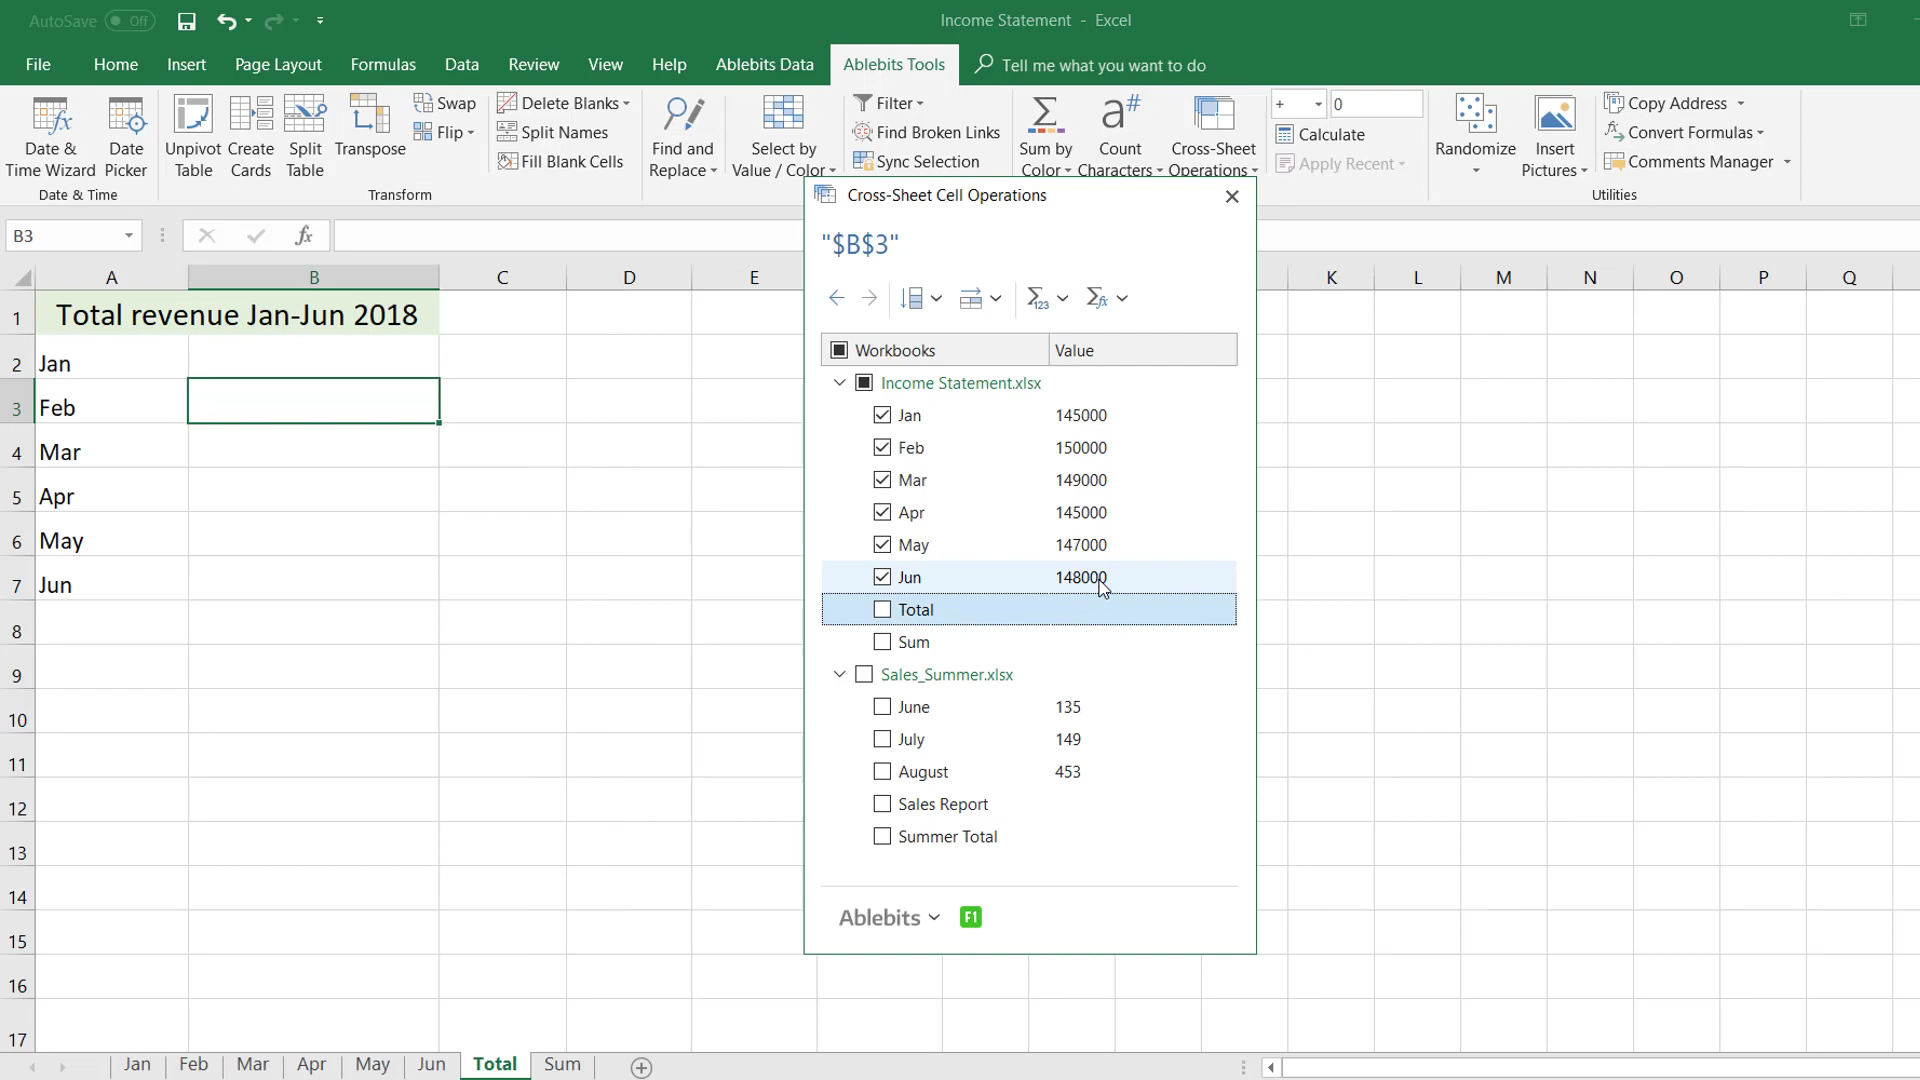 AutoSave Off
Income Statement - Excel
File Home Insert Page Layout Formulas Data Review View Help Ablebits Data Ablebits Tools Tell me what you want to do
Date & Time Wizard
Date Picker
Date & Time
Unpivot Table
Create Cards
Split Table
Transpose
Swap
Flip
Transform
Delete Blanks
Split Names
Fill Blank Cells
Find and Replace
Select by Value / Color
Filter
Find Broken Links
Sync Selection
Sum by Color
Count Characters
Cross-Sheet Operations
+ 0
Calculate
Apply Recent
Randomize
Insert Pictures
Copy Address
Convert Formulas
Comments Manager
Utilities
B3
fx
A B C D E K L M N O P Q
1 Total revenue Jan-Jun 2018
2 Jan
3 Feb
4 Mar
5 Apr
6 May
7 Jun
8
9
10
11
12
13
14
15
16
17
Cross-Sheet Cell Operations
"$B$3"
Workbooks Value
Income Statement.xlsx
Jan 145000
Feb 150000
Mar 149000
Apr 145000
May 147000
Jun 148000
Total
Sum
Sales_Summer.xlsx
June 135
July 149
August 453
Sales Report
Summer Total
Ablebits F1
Jan Feb Mar Apr May Jun Total Sum